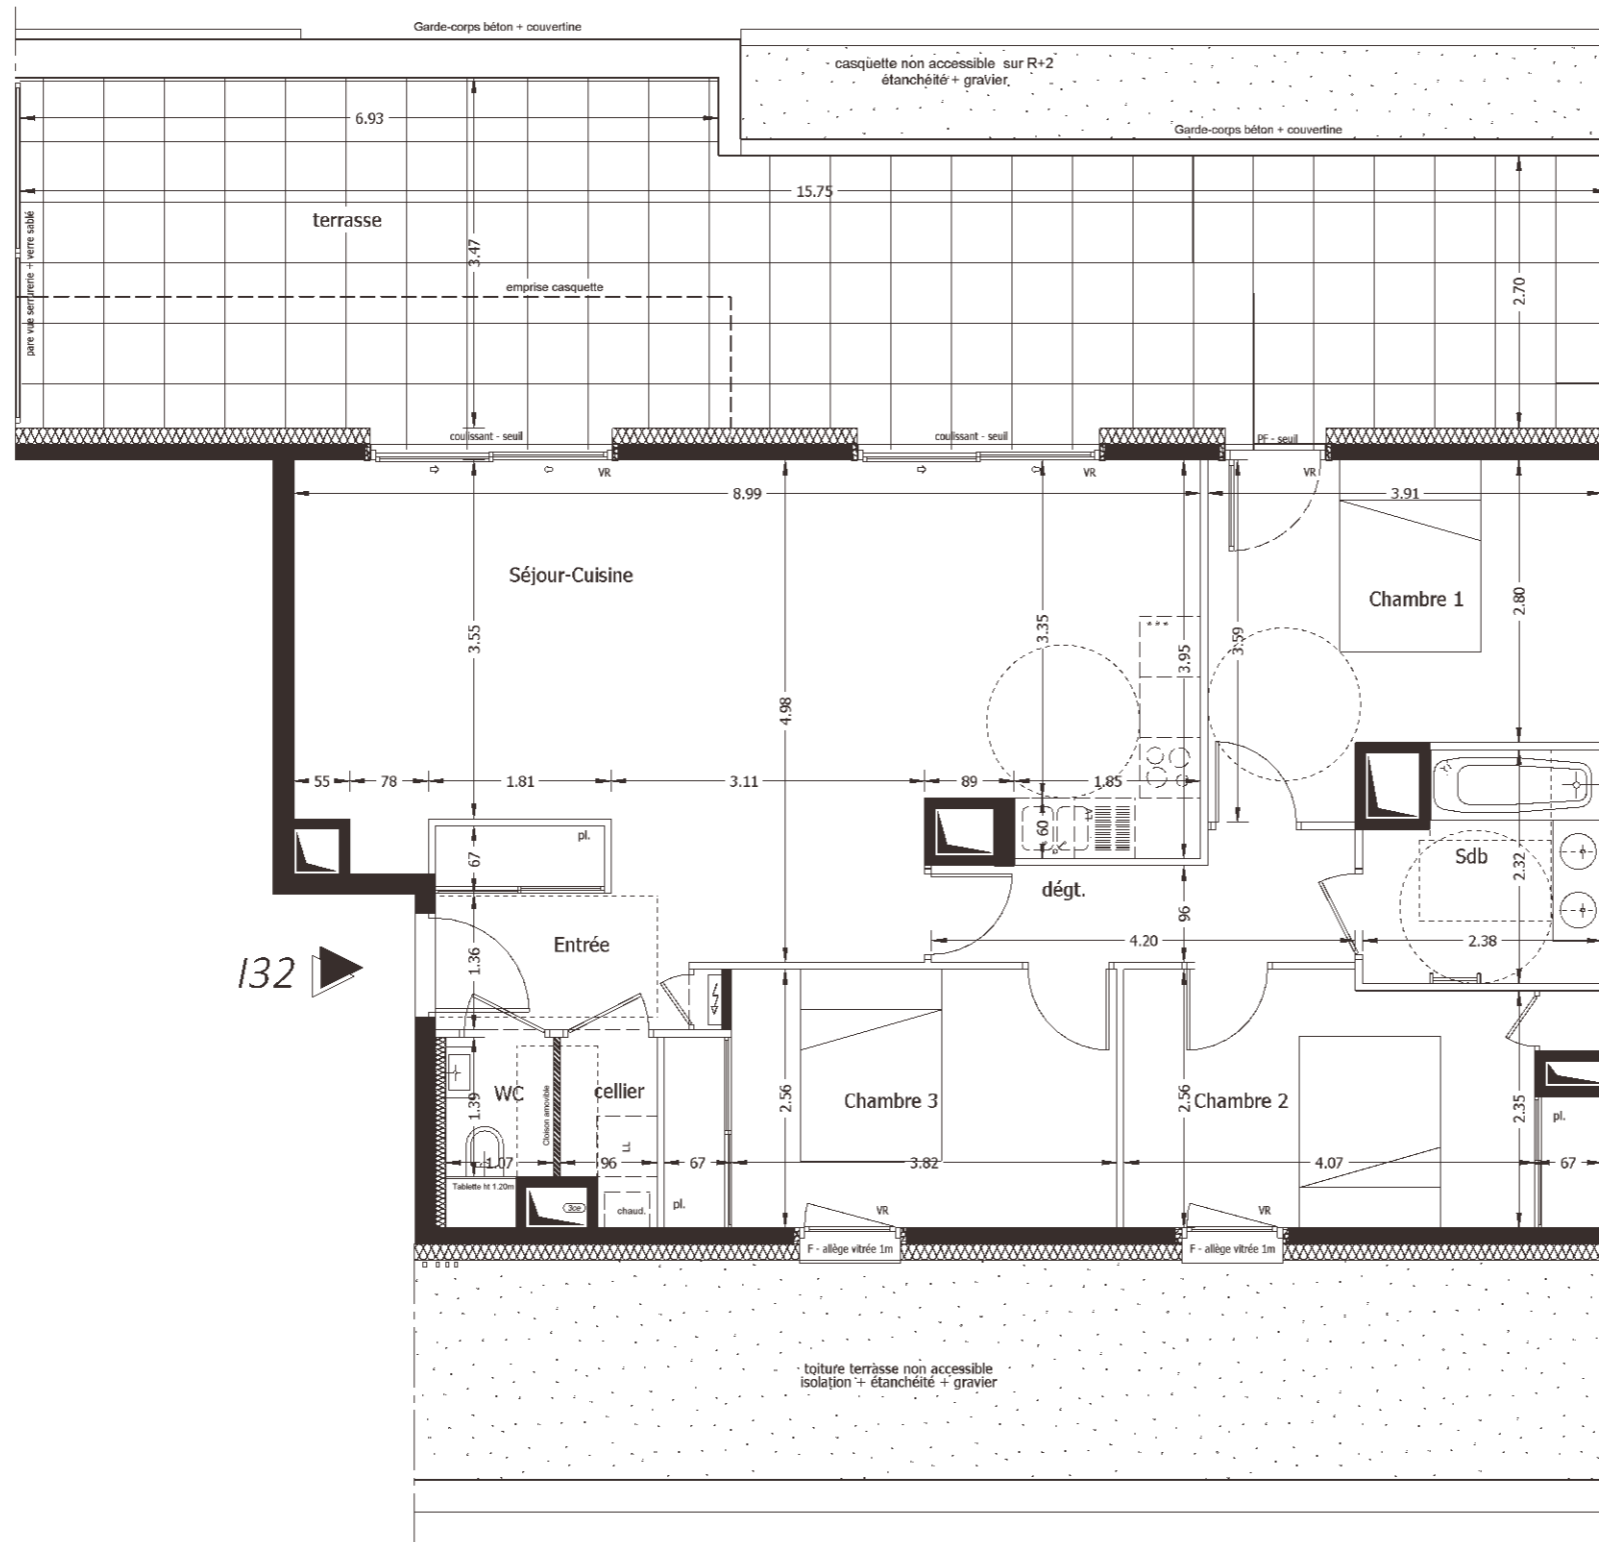 Garde-corps béton + couvertine
casquette non accessible sur R+2
étanchéité + gravier
Garde-corps béton + couvertine
6.93
15.75
terrasse
3.47
2.70
pare vue serrurerie + verre sablé
emprise casquette
coulissant - seuil
coulissant - seuil
PF - seuil
VR
VR
VR
8.99
3.91
Séjour-Cuisine
Chambre 1
3.55
3.35
3.95
3.59
2.80
4.98
55
78
1.81
3.11
89
1.85
pl.
67
60
LV
Sdb
2.32
dégt.
96
Entrée
1.36
4.20
2.38
I32
WC
1.39
Cloison amovible
cellier
LL
2.56
Chambre 3
2.56
Chambre 2
2.35
pl.
1.07
96
67
3.82
4.07
67
Tablette ht 1.20m
3ce
chaud.
pl.
VR
VR
F - allège vitrée 1m
F - allège vitrée 1m
toiture terrasse non accessible
isolation + étanchéité + gravier